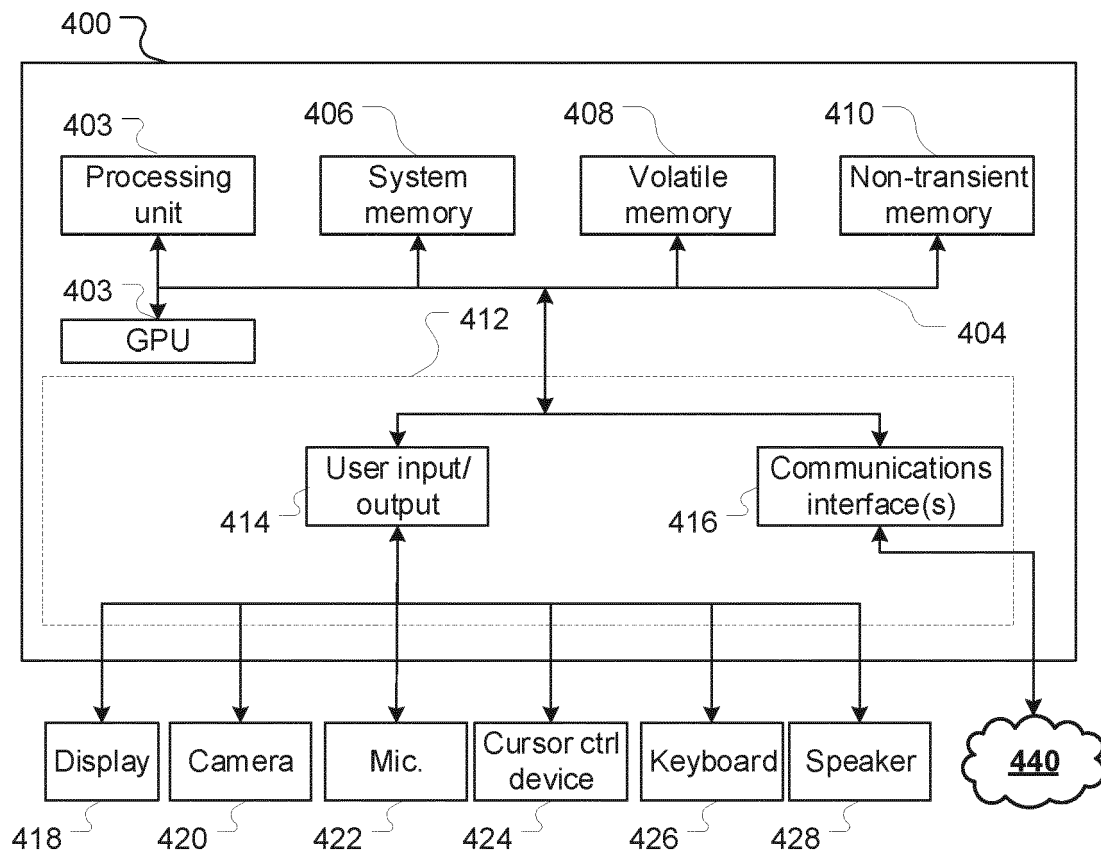 400
403
406
408
410
Processing
unit
System
memory
Volatile
memory
Non-transient
memory
403
GPU
412
404
User input/
output
Communications
interface(s)
414
416
Display
Camera
Mic.
Cursor ctrl
device
Keyboard
Speaker
440
418
420
422
424
426
428